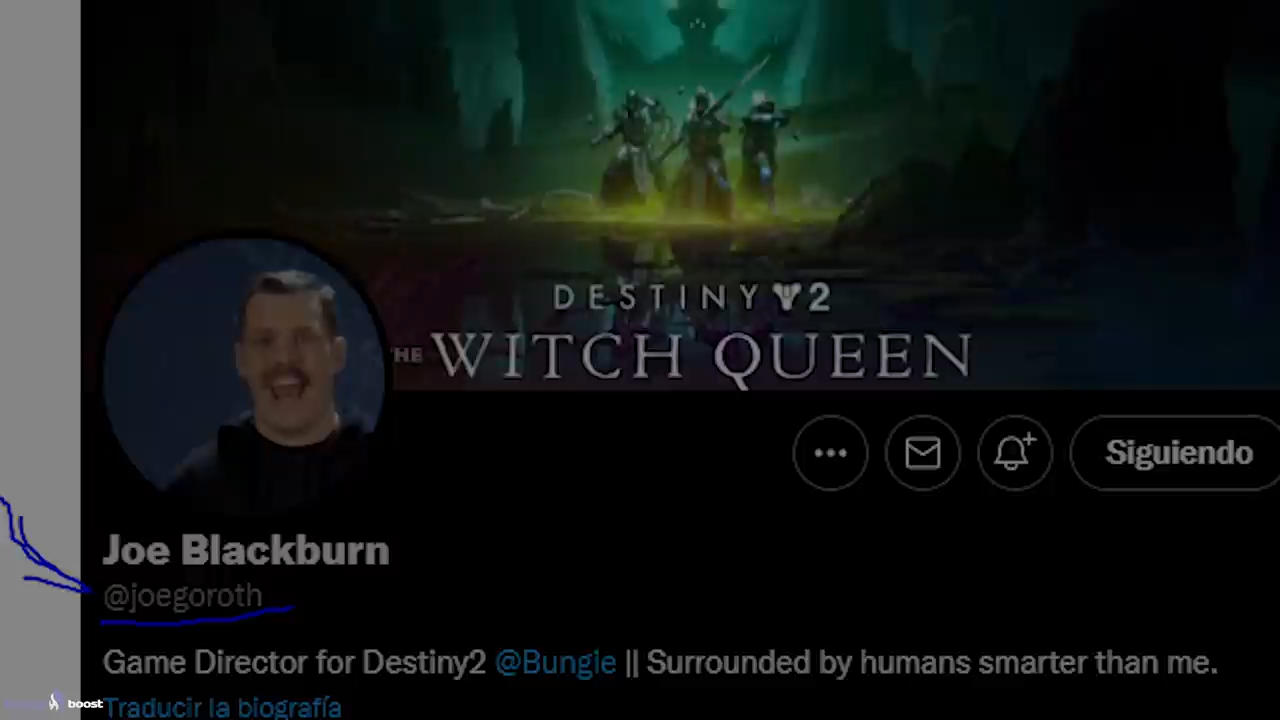 DESTINY 2
THE WITCH QUEEN
Siguiendo
Joe Blackburn
@joegoroth
Game Director for Destiny2 @Bungie || Surrounded by humans smarter than me.
boost
Traducir la biografía